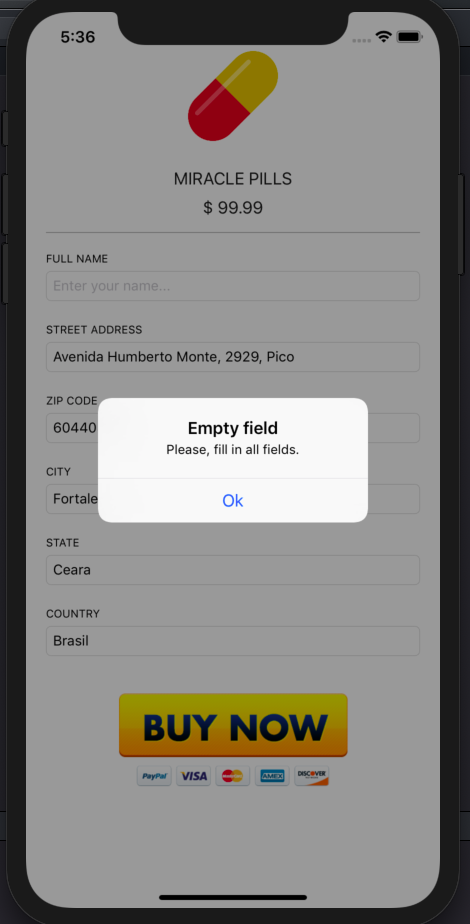 5:36
MIRACLE PILLS
$ 99.99
FULL NAME
Enter your name...
STREET ADDRESS
Avenida Humberto Monte, 2929, Pico
ZIP CODE
60440
Empty field
Please, fill in all fields.
CITY
Fortale
Ok
STATE
Ceara
COUNTRY
Brasil
BUY NOW
PayPal VISA MasterCard AMEX DISCOVER